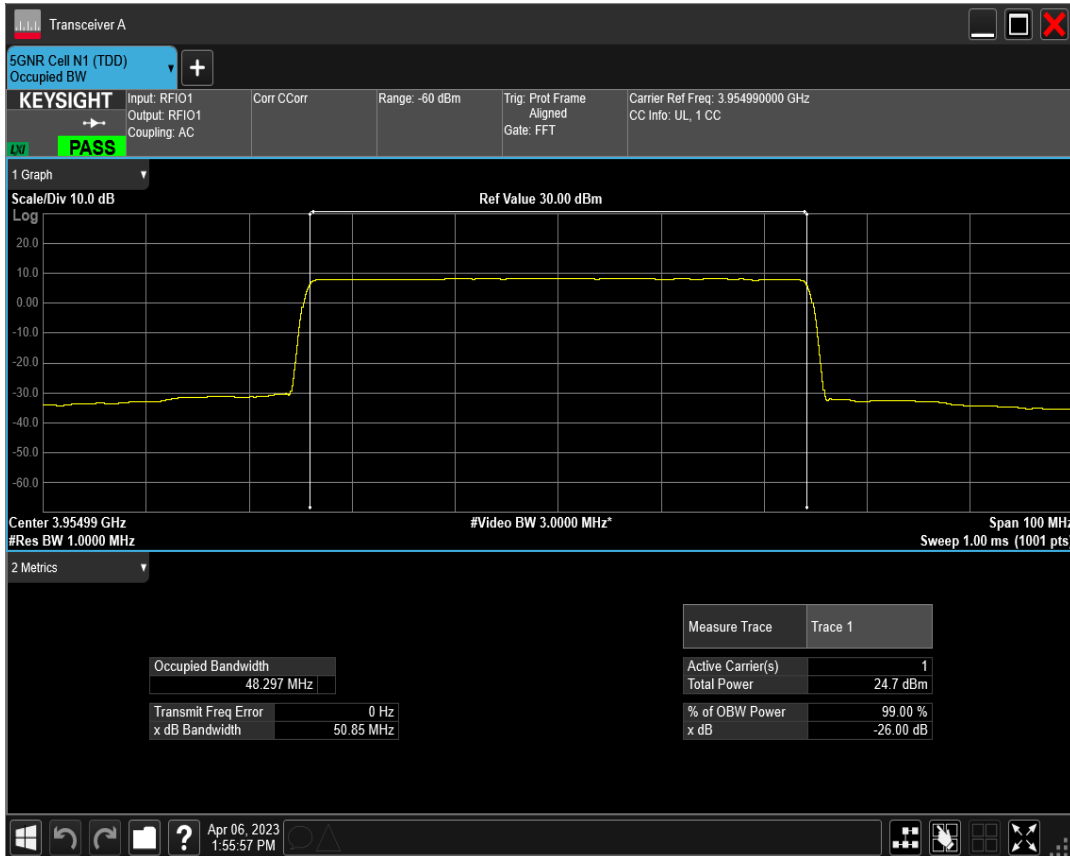 Transceiver A
5GNR Cell N1 (TDD)
Occupied BW
+
KEYSIGHT
LXI
PASS
Input: RFIO1
Output: RFIO1
Coupling: AC
Corr CCorr
Range: -60 dBm
Trig: Prot Frame
Aligned
Gate: FFT
Carrier Ref Freq: 3.954990000 GHz
CC Info: UL, 1 CC
1 Graph
Scale/Div 10.0 dB
Ref Value 30.00 dBm
Log
20.0
10.0
0.00
-10.0
-20.0
-30.0
-40.0
-50.0
-60.0
Center 3.95499 GHz
#Video BW 3.0000 MHz*
Span 100 MHz
#Res BW 1.0000 MHz
Sweep 1.00 ms (1001 pts)
2 Metrics
Measure Trace Trace 1
Occupied Bandwidth
48.297 MHz
Active Carrier(s) 1
Total Power 24.7 dBm
Transmit Freq Error 0 Hz
x dB Bandwidth 50.85 MHz
% of OBW Power 99.00 %
x dB -26.00 dB
?
Apr 06, 2023
1:55:57 PM